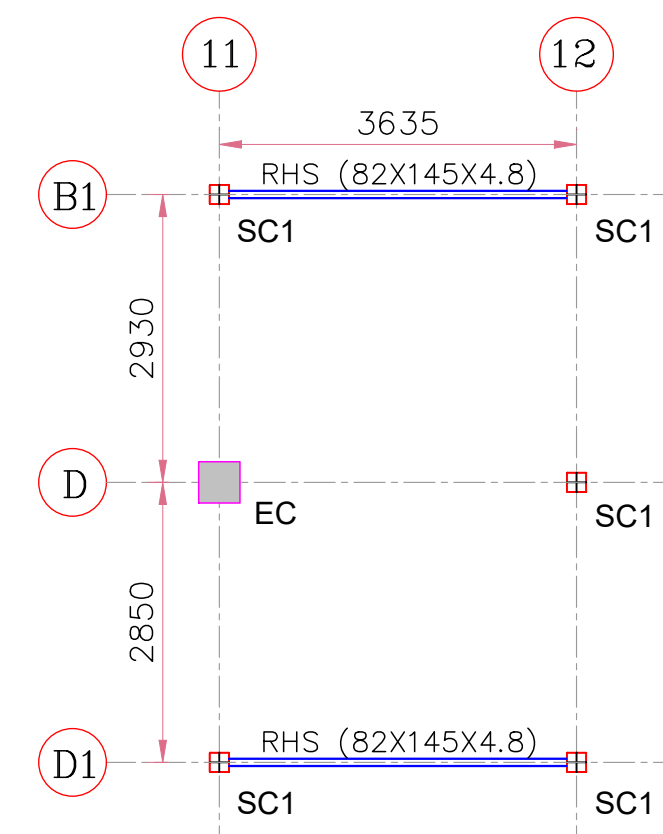 11
12
3635
RHS (82X145X4.8)
B1
SC1
SC1
2930
D
EC
SC1
2850
RHS (82X145X4.8)
D1
SC1
SC1